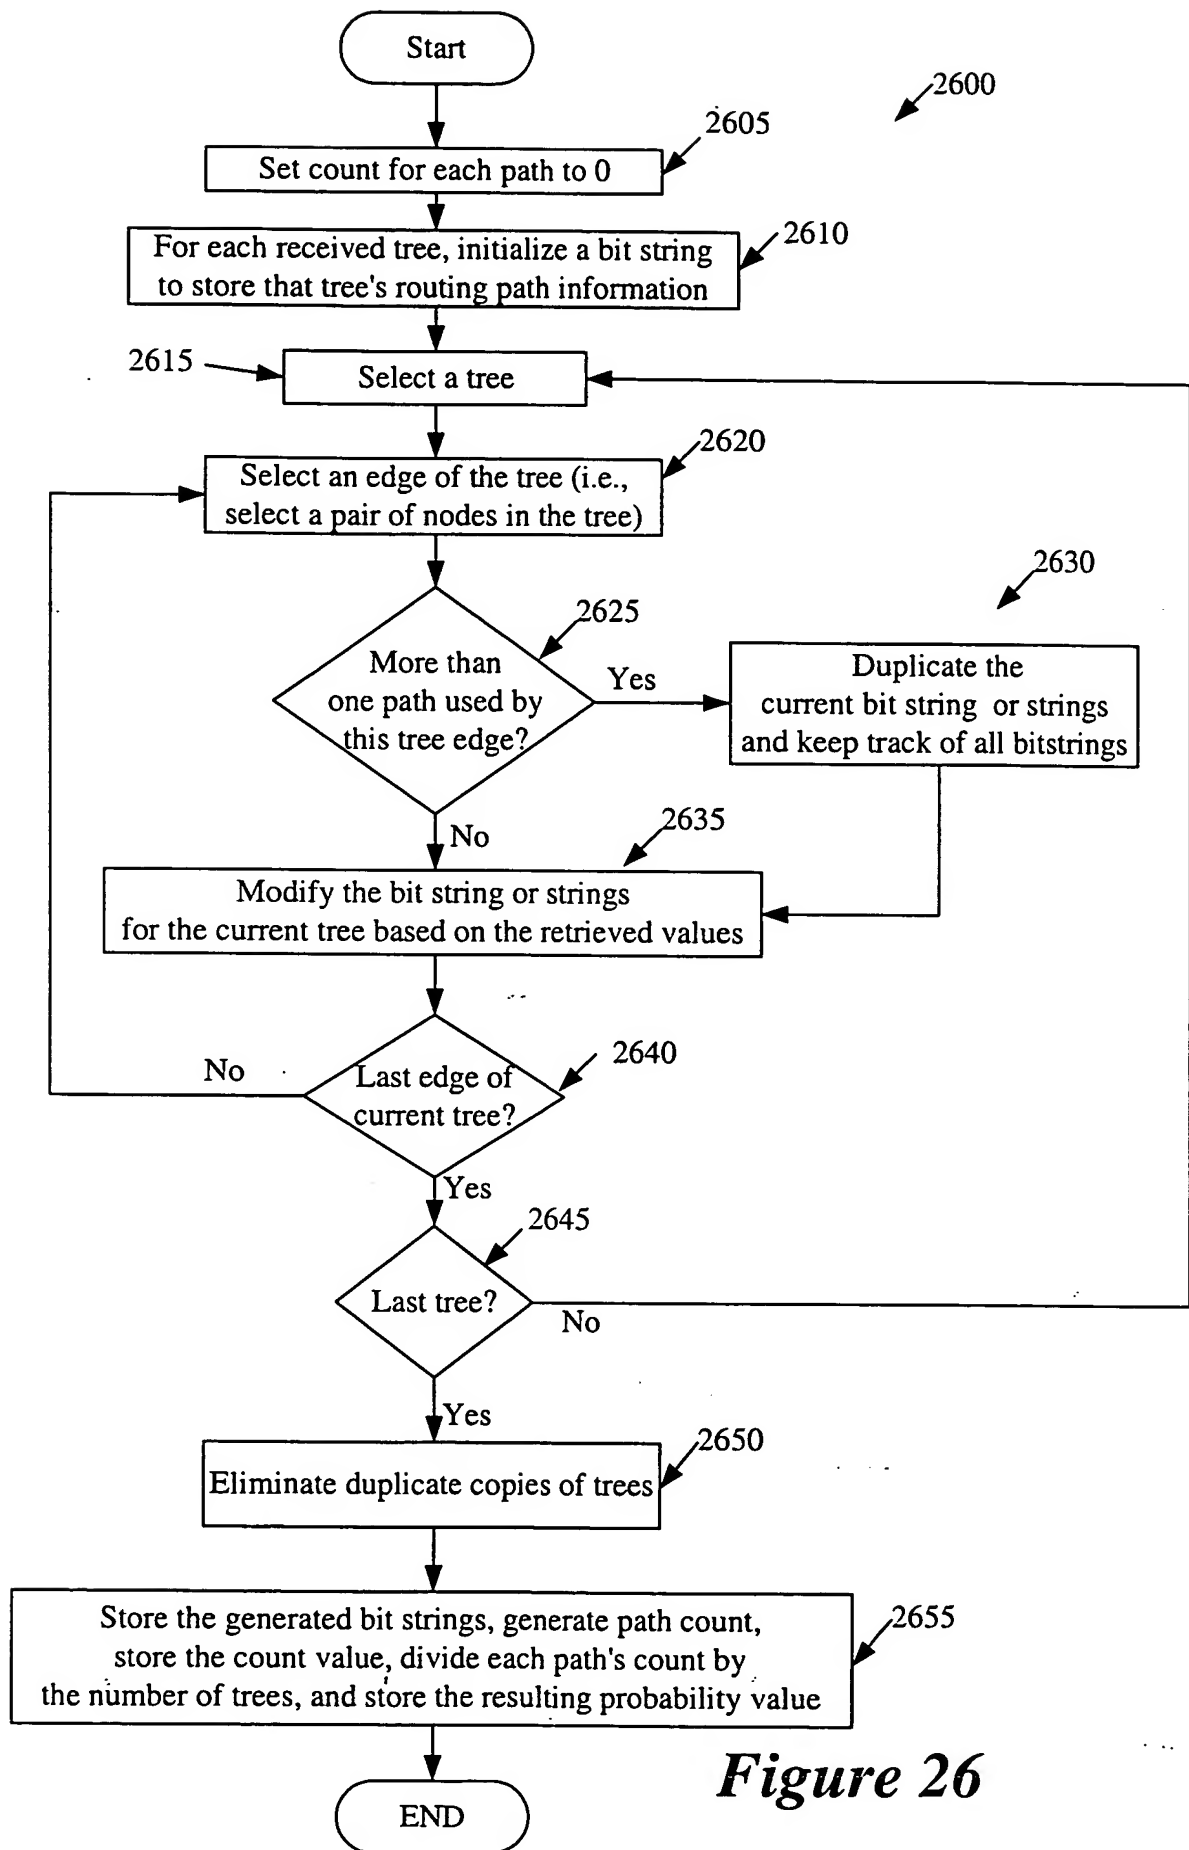 Start
2600
2605
Set count for each path to 0
2610
For each received tree, initialize a bit string
to store that tree's routing path information
2615
Select a tree
2620
Select an edge of the tree (i.e.,
select a pair of nodes in the tree)
2630
2625
More than
one path used by
this tree edge?
Yes
Duplicate the
current bit string or strings
and keep track of all bitstrings
No
2635
Modify the bit string or strings
for the current tree based on the retrieved values
2640
No
Last edge of
current tree?
Yes
2645
Last tree?
No
Yes
2650
Eliminate duplicate copies of trees
2655
Store the generated bit strings, generate path count,
store the count value, divide each path's count by
the number of trees, and store the resulting probability value
Figure 26
END